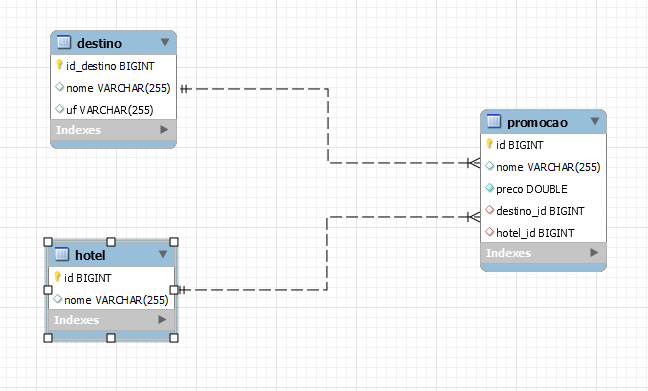 destino
id_destino BIGINT
nome VARCHAR(255)
uf VARCHAR(255)
Indexes
promocao
id BIGINT
nome VARCHAR(255)
preco DOUBLE
destino_id BIGINT
hotel_id BIGINT
Indexes
hotel
id BIGINT
nome VARCHAR(255)
Indexes